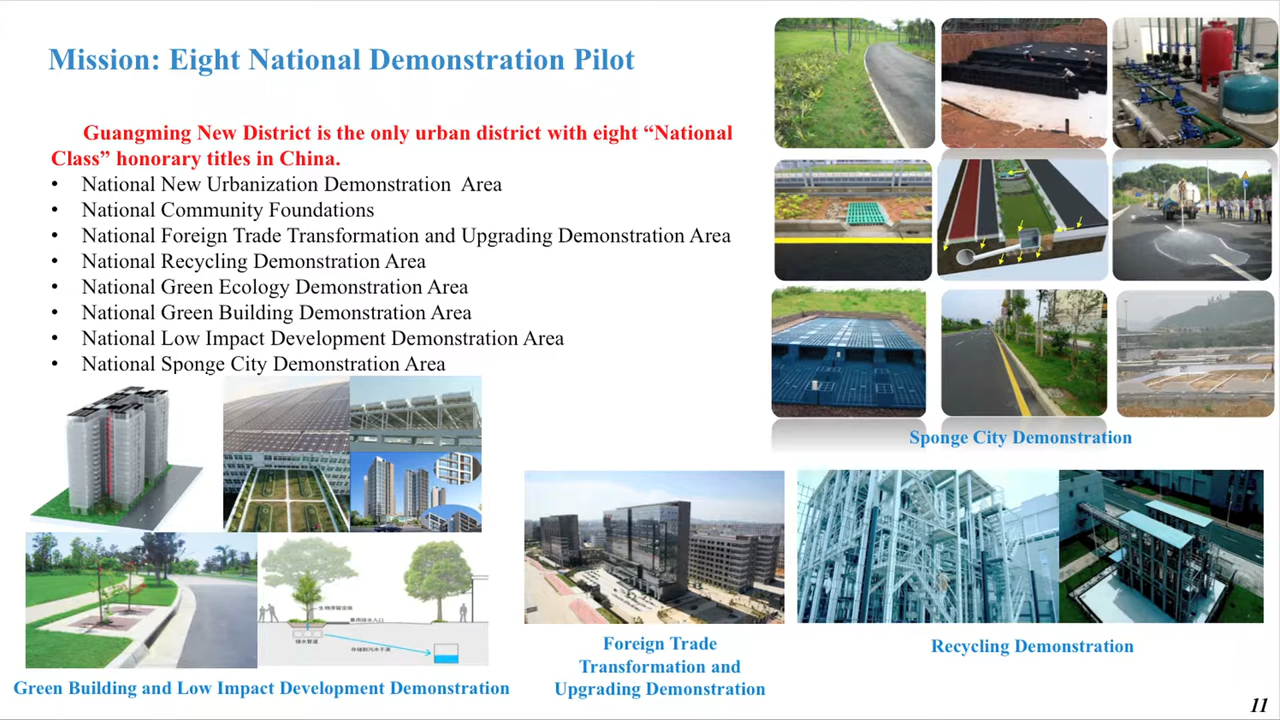 Mission: Eight National Demonstration Pilot
Guangming New District is the only urban district with eight “National
Class” honorary titles in China.
• National New Urbanization Demonstration Area
• National Community Foundations
• National Foreign Trade Transformation and Upgrading Demonstration Area
• National Recycling Demonstration Area
• National Green Ecology Demonstration Area
• National Green Building Demonstration Area
• National Low Impact Development Demonstration Area
• National Sponge City Demonstration Area
Sponge City Demonstration
Foreign Trade
Transformation and
Upgrading Demonstration
Recycling Demonstration
Green Building and Low Impact Development Demonstration
11